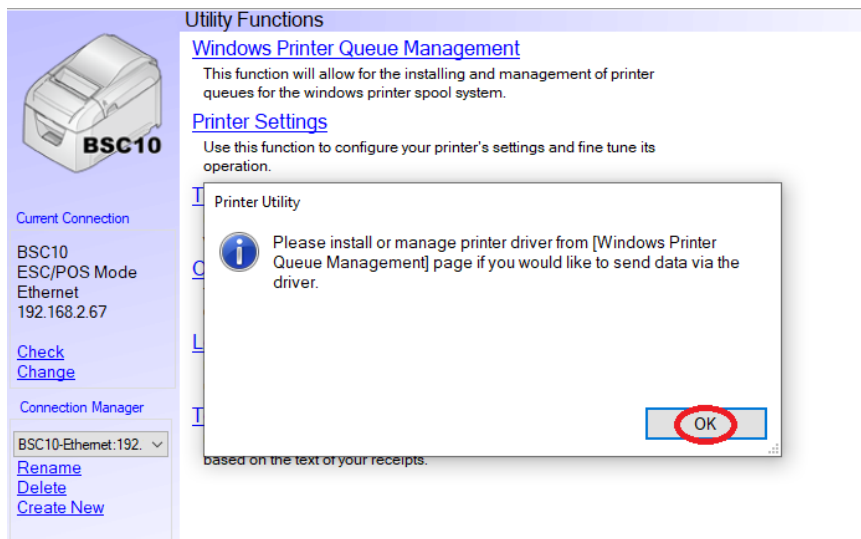 Utility Functions
Windows Printer Queue Management
This function will allow for the installing and management of printer
queues for the windows printer spool system.
Printer Settings
Use this function to configure your printer's settings and fine tune its
operation.
BSC10
Current Connection
BSC10
ESC/POS Mode
Ethernet
192.168.2.67
Check
Change
Connection Manager
BSC10-Ethernet:192.
Rename
Delete
Create New
Printer Utility
Please install or manage printer driver from [Windows Printer
Queue Management] page if you would like to send data via the
driver.
OK
based on the text of your receipts.